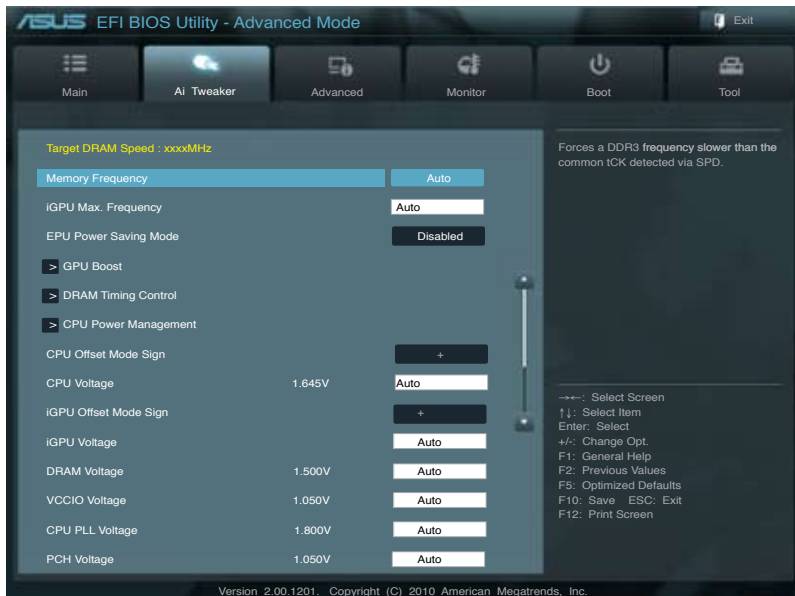 ASUS EFI BIOS Utility - Advanced Mode
Exit
Main
Ai Tweaker
Advanced
Monitor
Boot
Tool
Target DRAM Speed : xxxxMHz
Memory Frequency Auto
iGPU Max. Frequency Auto
EPU Power Saving Mode Disabled
> GPU Boost
> DRAM Timing Control
> CPU Power Management
CPU Offset Mode Sign +
CPU Voltage 1.645V Auto
iGPU Offset Mode Sign +
iGPU Voltage Auto
DRAM Voltage 1.500V Auto
VCCIO Voltage 1.050V Auto
CPU PLL Voltage 1.800V Auto
PCH Voltage 1.050V Auto
Forces a DDR3 frequency slower than the
common tCK detected via SPD.
→←: Select Screen
↑↓: Select Item
Enter: Select
+/-: Change Opt.
F1: General Help
F2: Previous Values
F5: Optimized Defaults
F10: Save ESC: Exit
F12: Print Screen
Version 2.00.1201. Copyright (C) 2010 American Megatrends, Inc.